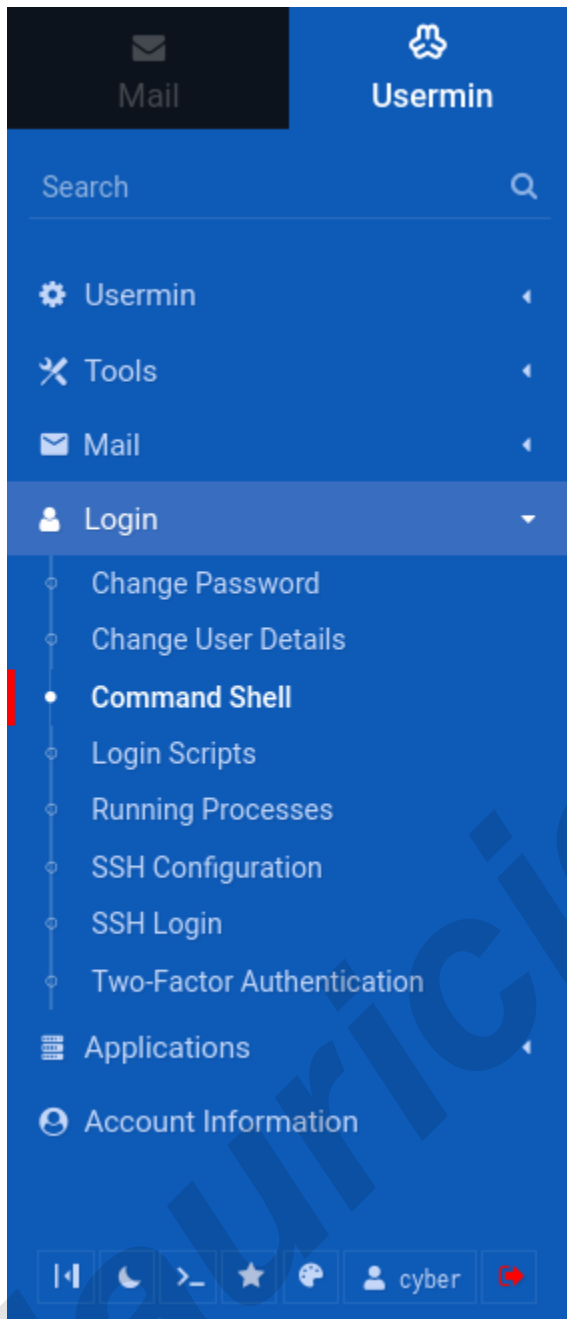 Mail
Usermin
Search
Usermin
Tools
Mail
Login
Change Password
Change User Details
Command Shell
Login Scripts
Running Processes
SSH Configuration
SSH Login
Two-Factor Authentication
Applications
Account Information
cyber